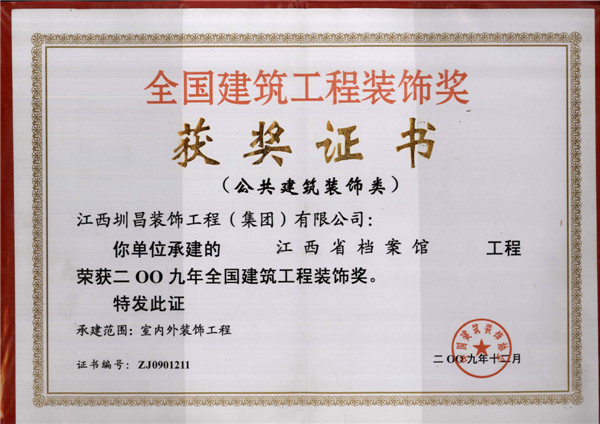 全国建筑工程装饰奖
获奖证书
（公共建筑装饰类）
江西圳昌装饰工程（集团）有限公司：
你单位承建的 江西省档案馆 工程
荣获二OO九年全国建筑工程装饰奖。
特发此证
承建范围：室内外装饰工程
二OO九年十二月
证书编号：ZJ0901211